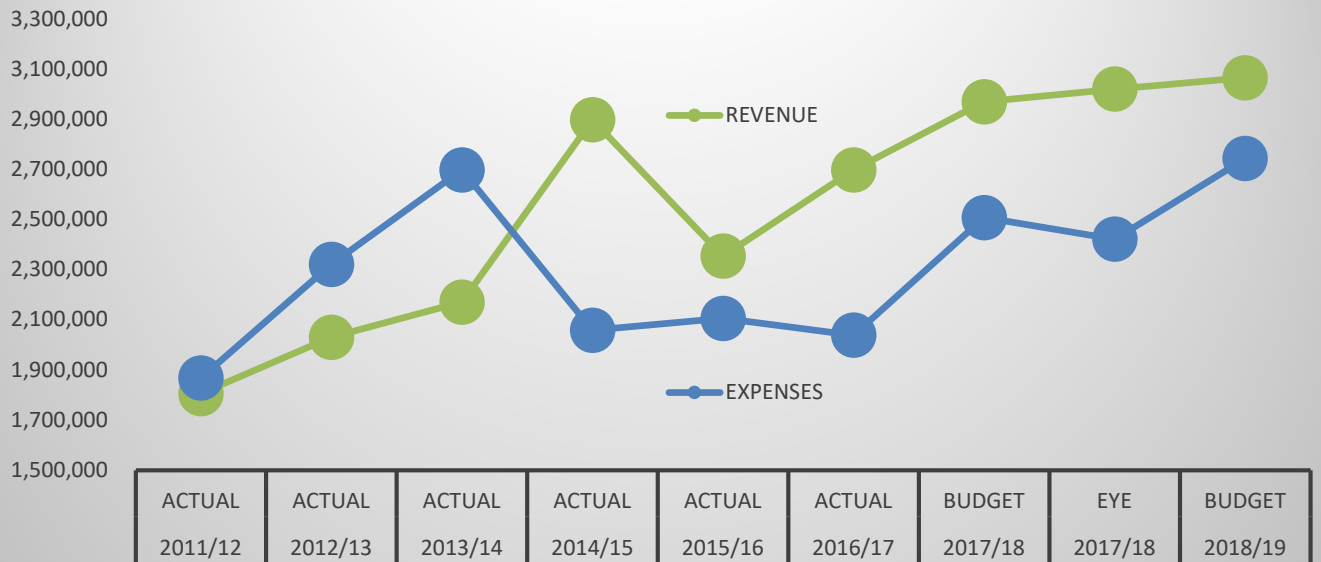 3,300,000
3,100,000
2,900,000
2,700,000
2,500,000
2,300,000
2,100,000
1,900,000
1,700,000
1,500,000
REVENUE
EXPENSES
ACTUAL ACTUAL ACTUAL ACTUAL ACTUAL ACTUAL BUDGET EYE BUDGET
2011/12 2012/13 2013/14 2014/15 2015/16 2016/17 2017/18 2017/18 2018/19